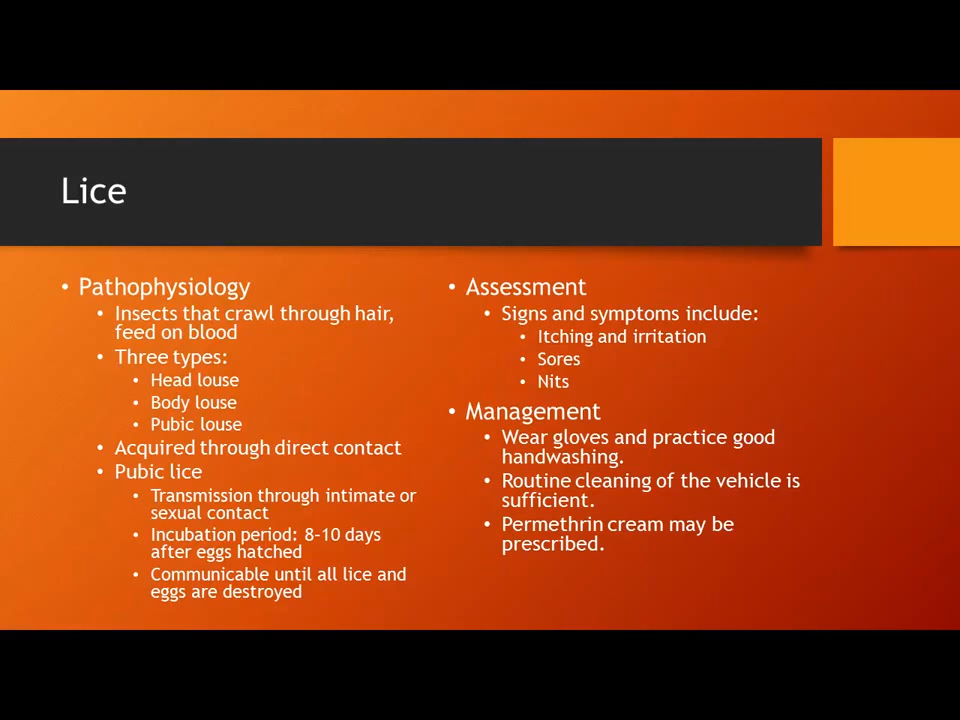 Lice
• Pathophysiology
• Insects that crawl through hair,
feed on blood
• Three types:
• Head louse
• Body louse
• Pubic louse
• Acquired through direct contact
• Pubic lice
• Transmission through intimate or
sexual contact
• Incubation period: 8-10 days
after eggs hatched
• Communicable until all lice and
eggs are destroyed
• Assessment
• Signs and symptoms include:
• Itching and irritation
• Sores
• Nits
• Management
• Wear gloves and practice good
handwashing.
• Routine cleaning of the vehicle is
sufficient.
• Permethrin cream may be
prescribed.